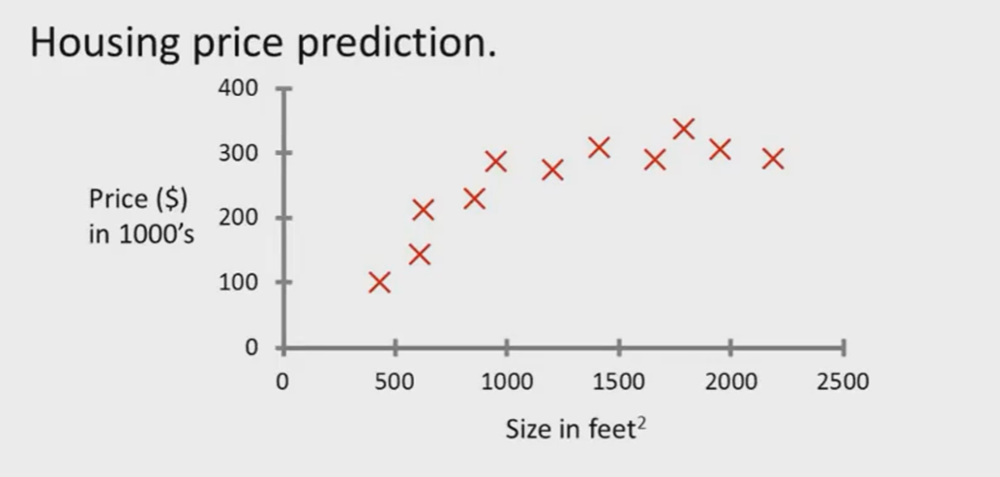 Housing price prediction.
400
300
Price ($)
in 1000’s
200
100
0
0 500 1000 1500 2000 2500
Size in feet²